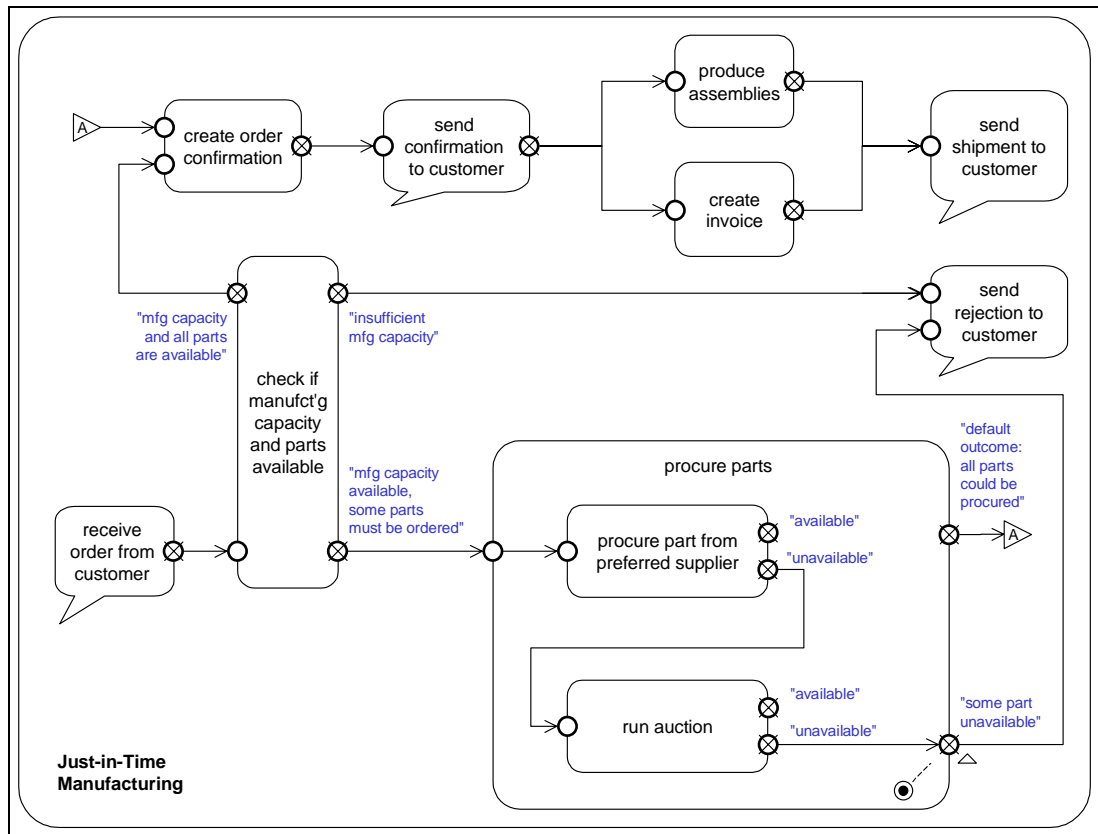 produce
assemblies
A
create order
confirmation
send
confirmation
to customer
send
shipment to
customer
create
invoice
"mfg capacity
and all parts
are available"
"insufficient
mfg capacity"
send
rejection to
customer
check if
manufct'g
capacity
and parts
available
"mfg capacity
available,
some parts
must be ordered"
procure parts
"default
outcome:
all parts
could be
procured"
receive
order from
customer
procure part from
preferred supplier
"available"
"unavailable"
A
run auction
"available"
"unavailable"
"some part
unavailable"
Just-in-Time
Manufacturing